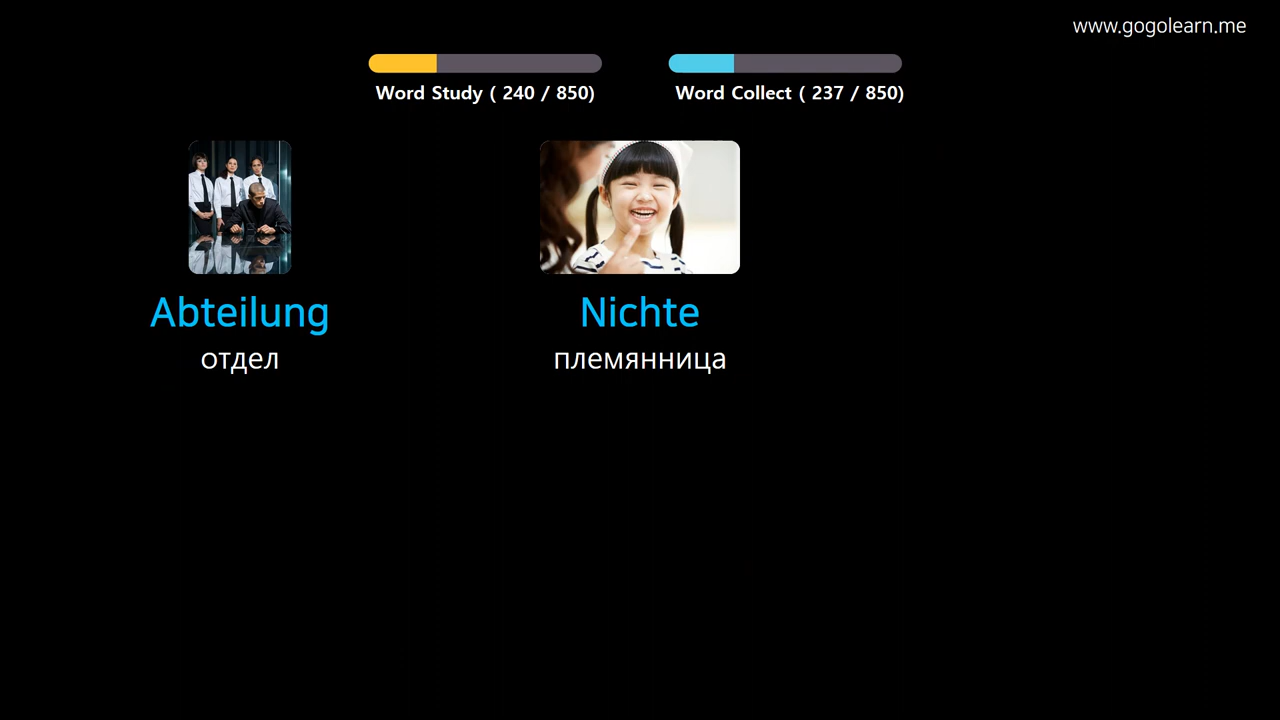 www.gogolearn.me
Word Study ( 240 / 850)
Word Collect ( 237 / 850)
Abteilung
отдел
Nichte
племянница